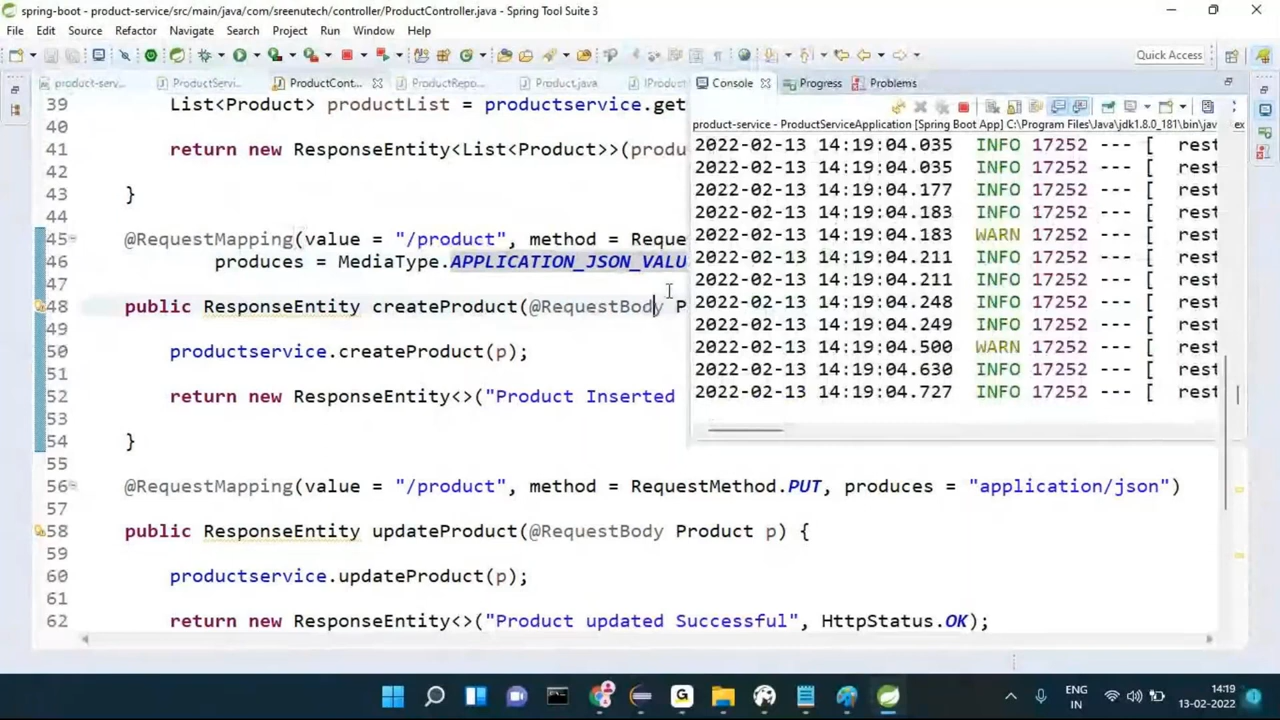 spring-boot - product-service/src/main/java/com/sreenutech/controller/ProductController.java - Spring Tool Suite 3
File Edit Source Refactor Navigate Search Project Run Window Help
Quick Access
product-serv... ProductServi... ProductCont... ProductRepo... Product.java IProduct
Console Progress Problems
product-service - ProductServiceApplication [Spring Boot App] C:\Program Files\Java\jdk1.8.0_181\bin\jav ex
39 List<Product> productList = productservice.get
40
41 return new ResponseEntity<List<Product>>(produ
42
43 }
44
45 @RequestMapping(value = "/product", method = Reque
46 produces = MediaType.APPLICATION_JSON_VALU
47
48 public ResponseEntity createProduct(@RequestBody P
49
50 productservice.createProduct(p);
51
52 return new ResponseEntity<>("Product Inserted
53
54 }
55
56 @RequestMapping(value = "/product", method = RequestMethod.PUT, produces = "application/json")
57
58 public ResponseEntity updateProduct(@RequestBody Product p) {
59
60 productservice.updateProduct(p);
61
62 return new ResponseEntity<>("Product updated Successful", HttpStatus.OK);
2022-02-13 14:19:04.035 INFO 17252 --- [ rest
2022-02-13 14:19:04.035 INFO 17252 --- [ rest
2022-02-13 14:19:04.177 INFO 17252 --- [ rest
2022-02-13 14:19:04.183 INFO 17252 --- [ rest
2022-02-13 14:19:04.183 WARN 17252 --- [ rest
2022-02-13 14:19:04.211 INFO 17252 --- [ rest
2022-02-13 14:19:04.211 INFO 17252 --- [ rest
2022-02-13 14:19:04.248 INFO 17252 --- [ rest
2022-02-13 14:19:04.249 INFO 17252 --- [ rest
2022-02-13 14:19:04.500 WARN 17252 --- [ rest
2022-02-13 14:19:04.630 INFO 17252 --- [ rest
2022-02-13 14:19:04.727 INFO 17252 --- [ rest
ENG
IN
14:19
13-02-2022